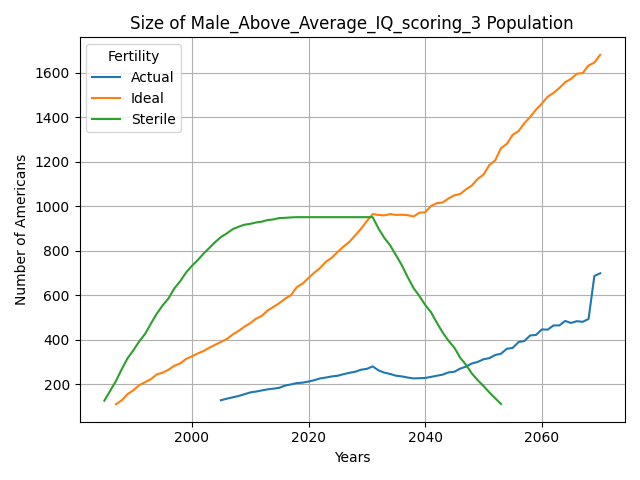 Size of Male_Above_Average_IQ_scoring_3 Population
Fertility
Actual
Ideal
Sterile
Number of Americans
1600
1400
1200
1000
800
600
400
200
2000
2020
2040
2060
Years